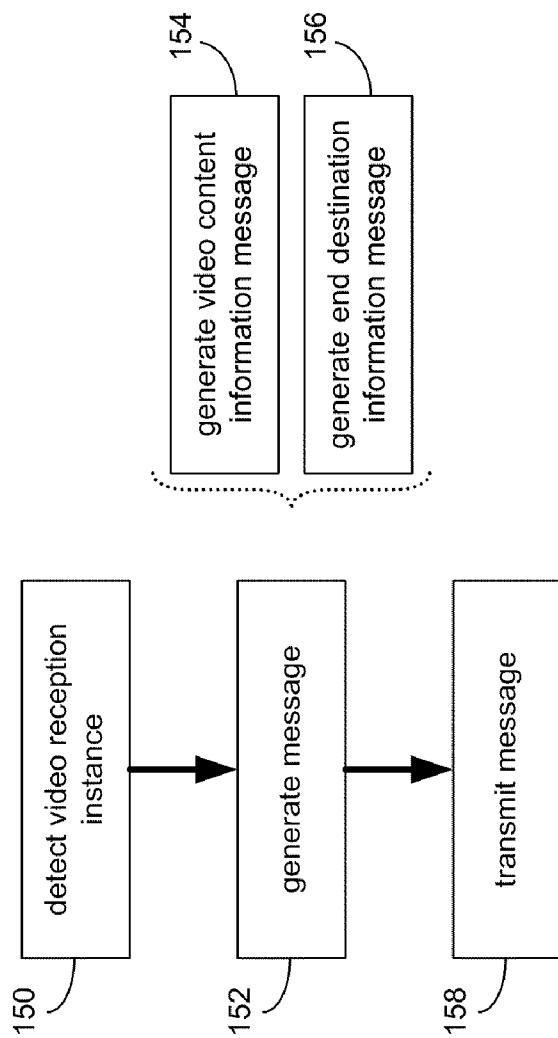 150
detect video reception
instance
152
generate message
154
generate video content
information message
156
generate end destination
information message
158
transmit message